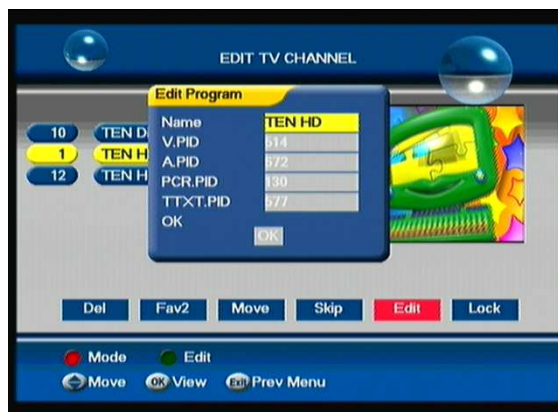 EDIT TV CHANNEL
Edit Program
Name TEN HD
V.PID 514
A.PID 672
PCR.PID 130
TTXT.PID 577
OK
OK
10 TEN D
1 TEN H
12 TEN H
Del Fav2 Move Skip Edit Lock
Mode Edit
Move OK View Exit Prev Menu